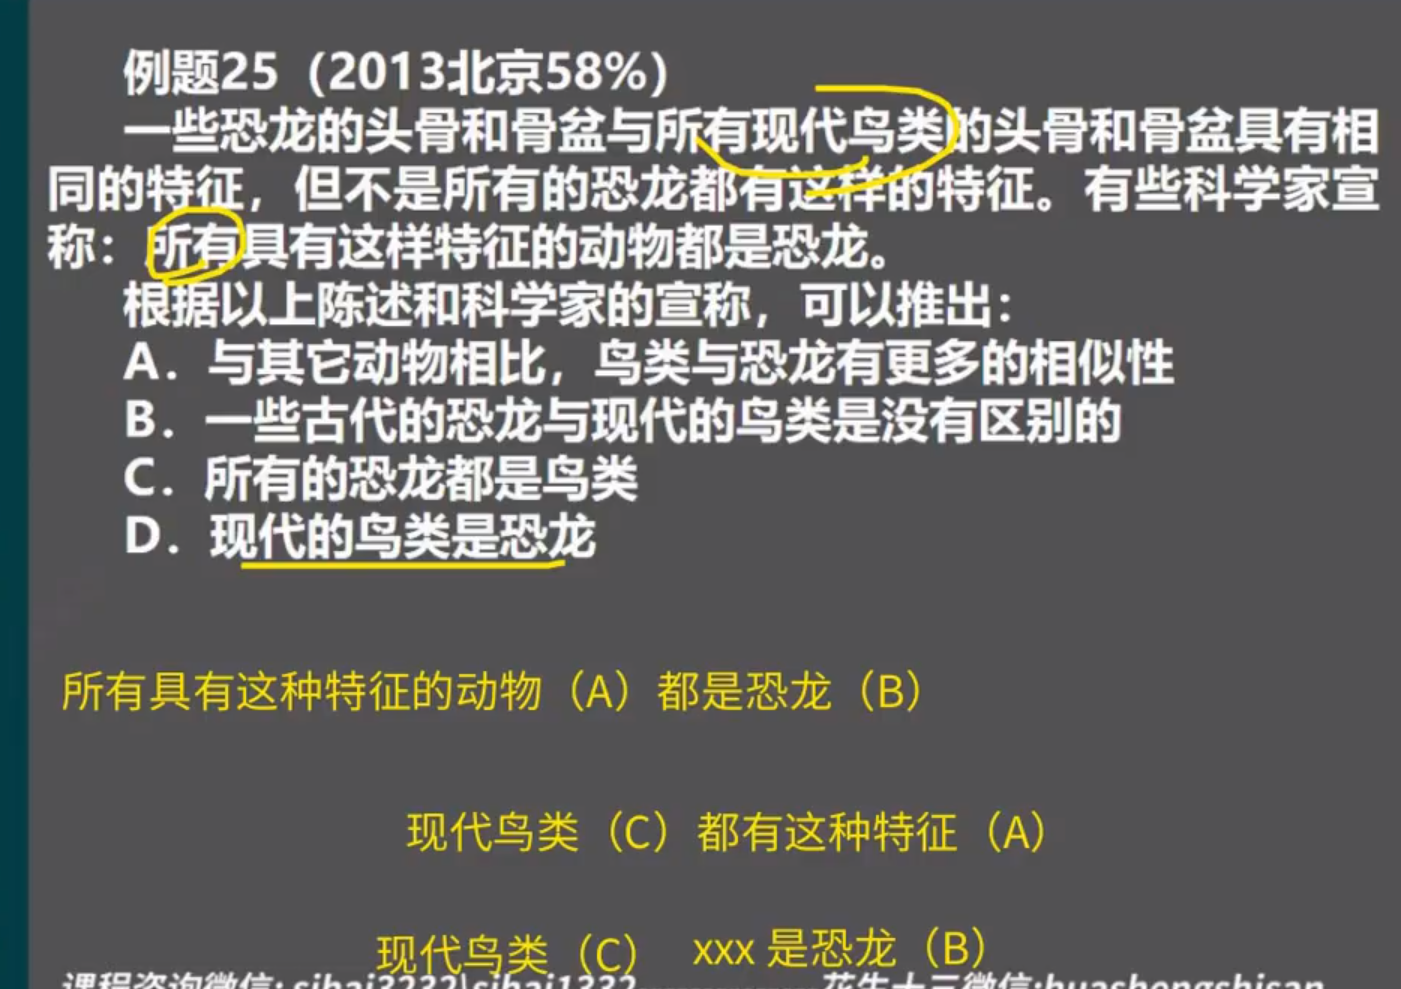 例题25（2013北京58%）
一些恐龙的头骨和骨盆与所有现代鸟类的头骨和骨盆具有相
同的特征，但不是所有的恐龙都有这样的特征。有些科学家宣
称：所有具有这样特征的动物都是恐龙。
根据以上陈述和科学家的宣称，可以推出：
A．与其它动物相比，鸟类与恐龙有更多的相似性
B．一些古代的恐龙与现代的鸟类是没有区别的
C．所有的恐龙都是鸟类
D．现代的鸟类是恐龙
所有具有这种特征的动物（A）都是恐龙（B）
现代鸟类（C）都有这种特征（A）
现代鸟类（C） xxx 是恐龙（B）
课程咨询微信: sihai3232\sihai1332 花生十三微信:huashengshisan